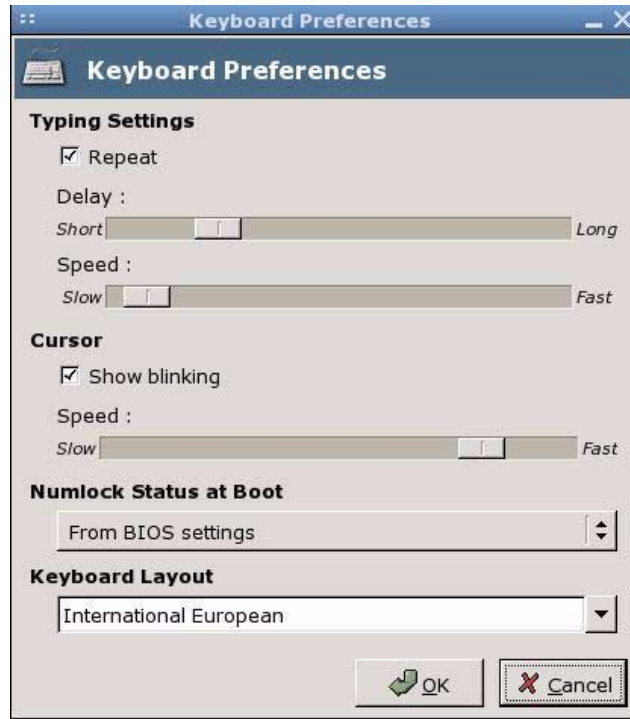 Keyboard Preferences
Keyboard Preferences
Typing Settings
Repeat
Delay :
Short Long
Speed :
Slow Fast
Cursor
Show blinking
Speed :
Slow Fast
Numlock Status at Boot
From BIOS settings
Keyboard Layout
International European
OK Cancel